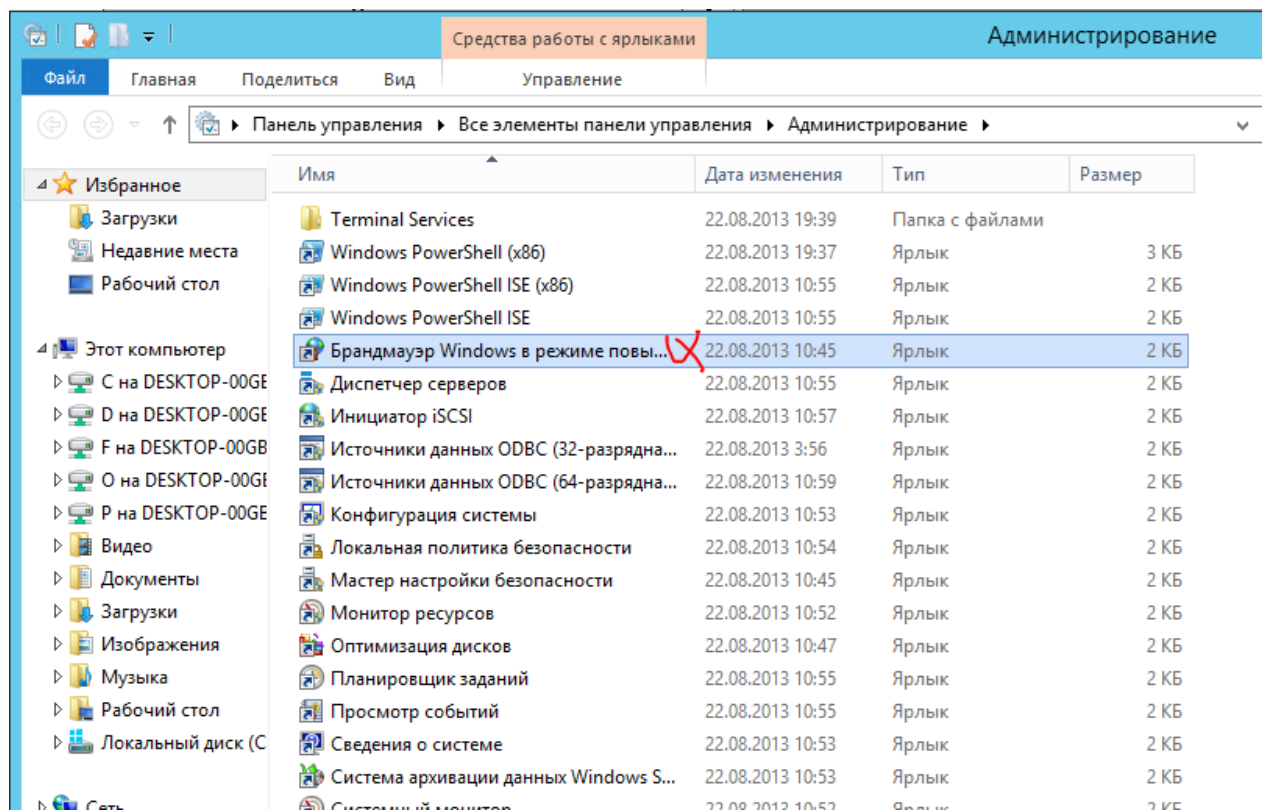 Средства работы с ярлыками
Администрирование
Файл Главная Поделиться Вид Управление
Панель управления Все элементы панели управления Администрирование
Имя Дата изменения Тип Размер
Избранное
Загрузки
Недавние места
Рабочий стол
Этот компьютер
C на DESKTOP-00GE
D на DESKTOP-00GE
F на DESKTOP-00GB
O на DESKTOP-00GE
P на DESKTOP-00GE
Видео
Документы
Загрузки
Изображения
Музыка
Рабочий стол
Локальный диск (C
Сеть
Terminal Services 22.08.2013 19:39 Папка с файлами
Windows PowerShell (x86) 22.08.2013 19:37 Ярлык 3 КБ
Windows PowerShell ISE (x86) 22.08.2013 10:55 Ярлык 2 КБ
Windows PowerShell ISE 22.08.2013 10:55 Ярлык 2 КБ
Брандмауэр Windows в режиме повы... 22.08.2013 10:45 Ярлык 2 КБ
Диспетчер серверов 22.08.2013 10:55 Ярлык 2 КБ
Инициатор iSCSI 22.08.2013 10:57 Ярлык 2 КБ
Источники данных ODBC (32-разрядна... 22.08.2013 3:56 Ярлык 2 КБ
Источники данных ODBC (64-разрядна... 22.08.2013 10:59 Ярлык 2 КБ
Конфигурация системы 22.08.2013 10:53 Ярлык 2 КБ
Локальная политика безопасности 22.08.2013 10:54 Ярлык 2 КБ
Мастер настройки безопасности 22.08.2013 10:45 Ярлык 2 КБ
Монитор ресурсов 22.08.2013 10:52 Ярлык 2 КБ
Оптимизация дисков 22.08.2013 10:47 Ярлык 2 КБ
Планировщик заданий 22.08.2013 10:55 Ярлык 2 КБ
Просмотр событий 22.08.2013 10:55 Ярлык 2 КБ
Сведения о системе 22.08.2013 10:53 Ярлык 2 КБ
Система архивации данных Windows S... 22.08.2013 10:53 Ярлык 2 КБ
Системный монитор 22.08.2013 10:52 Ярлык 2 КБ